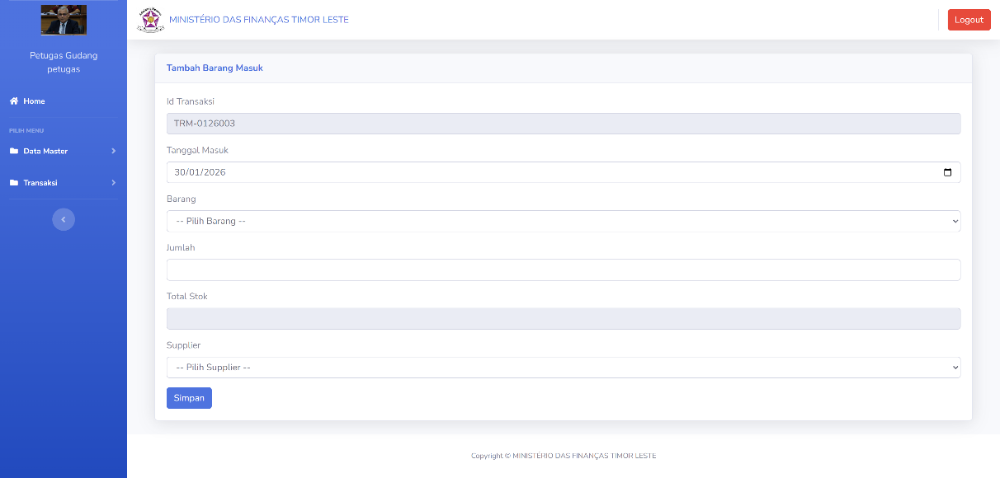 MINISTÉRIO DAS FINANÇAS TIMOR LESTE
Logout
Petugas Gudang
petugas
Home
PILIH MENU
Data Master
Transaksi
Tambah Barang Masuk
Id Transaksi
TRM-0126003
Tanggal Masuk
30/01/2026
Barang
-- Pilih Barang --
Jumlah
Total Stok
Supplier
-- Pilih Supplier --
Simpan
Copyright © MINISTÉRIO DAS FINANÇAS TIMOR LESTE